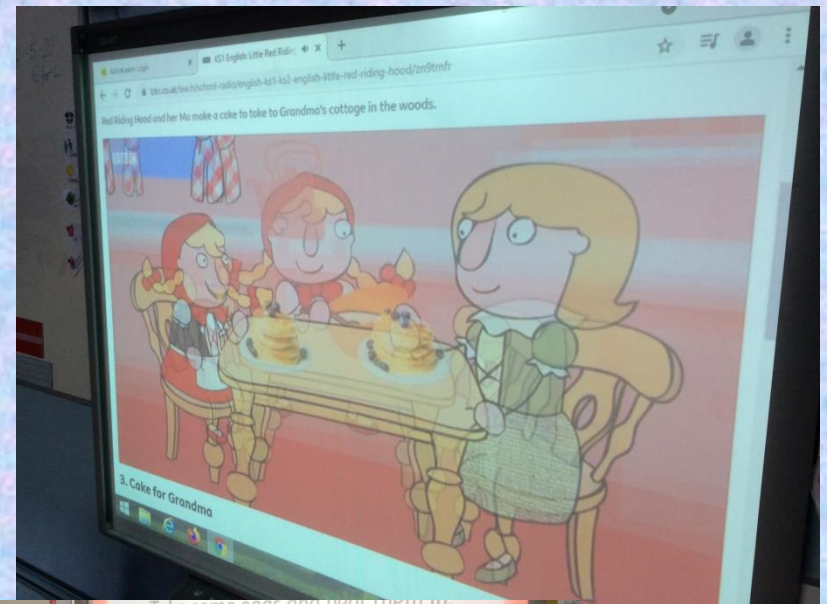 KS1 English: Little Red Ridin
bbc.co.uk/teach/school-radio/english-ks1-ks2-english-little-red-riding-hood/zn9tmfr
Red Riding Hood and her Ma make a cake to take to Grandma's cottage in the woods.
3. Cake for Grandma